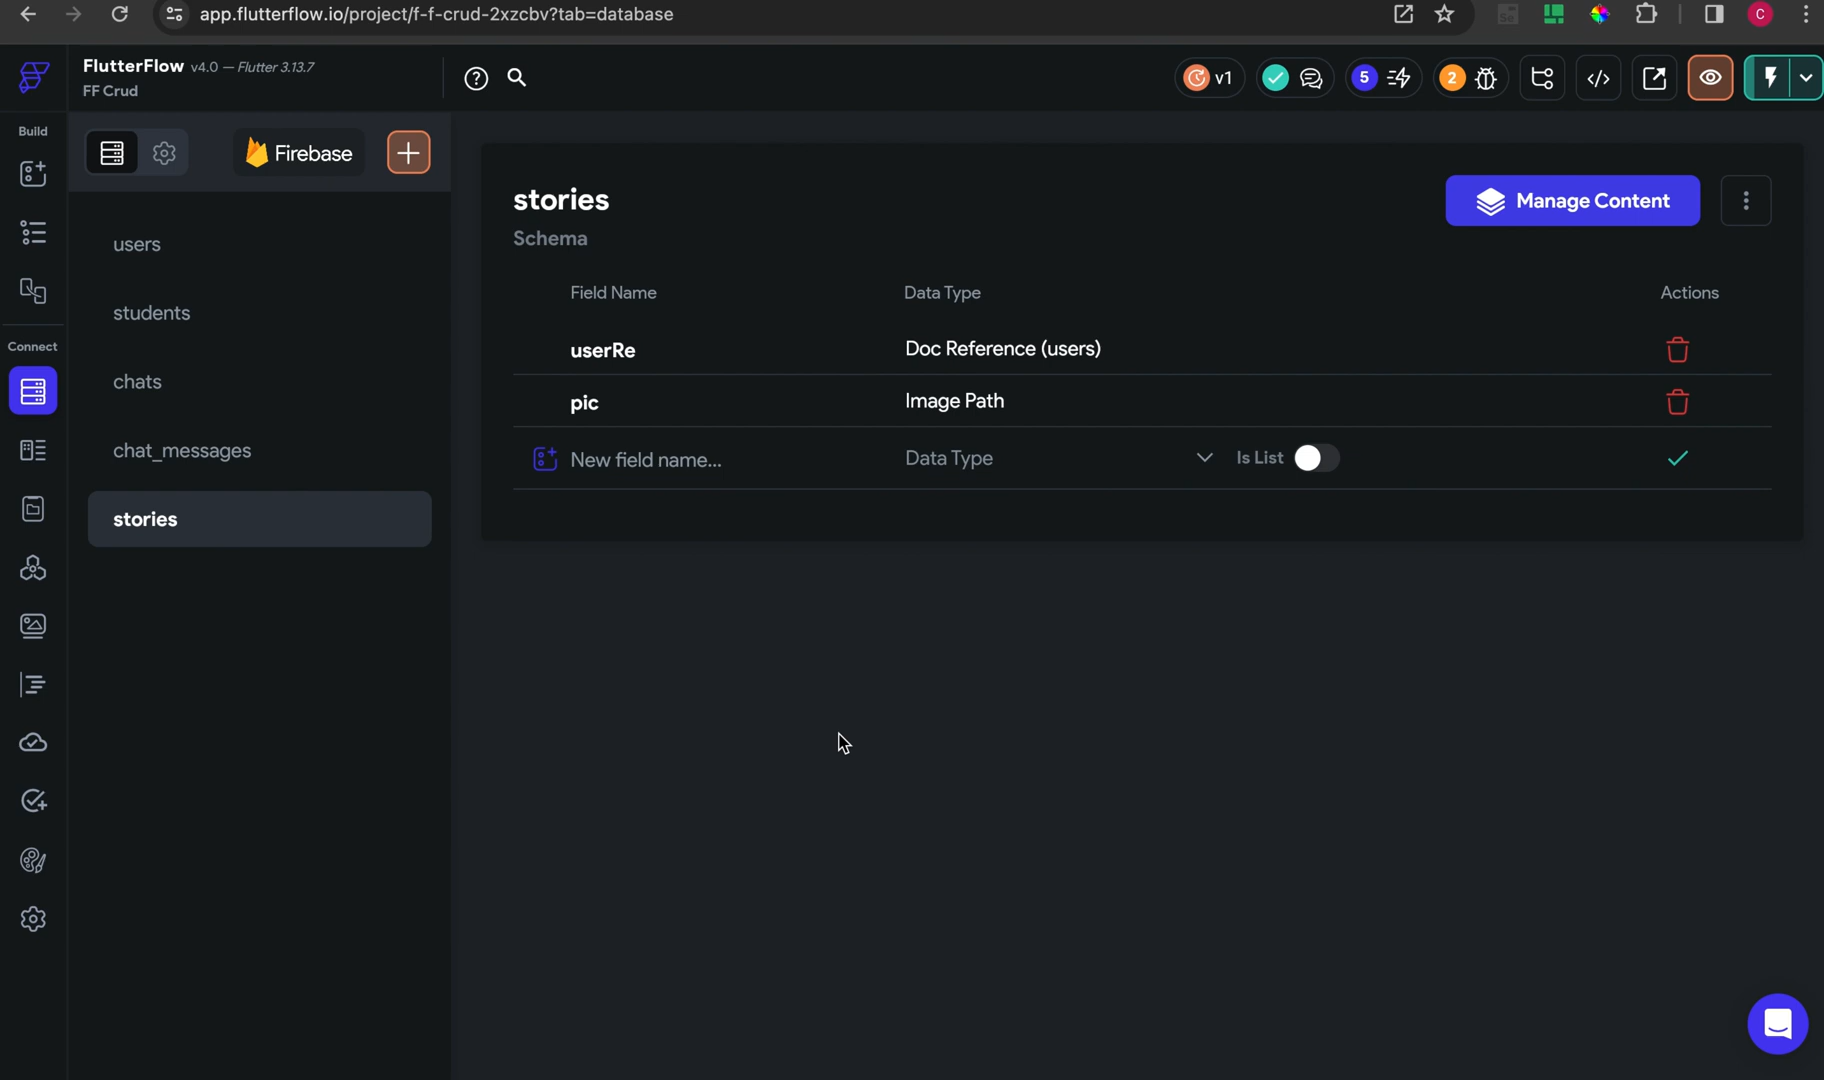 app.flutterflow.io/project/f-f-crud-2xzcbv?tab=database
C
FlutterFlow v4.0 — Flutter 3.13.7
FF Crud
v1
5
2
Build
Firebase
users
students
Connect
chats
chat_messages
stories
stories
Manage Content
Schema
Field Name Data Type Actions
userRe Doc Reference (users)
pic Image Path
New field name... Data Type Is List